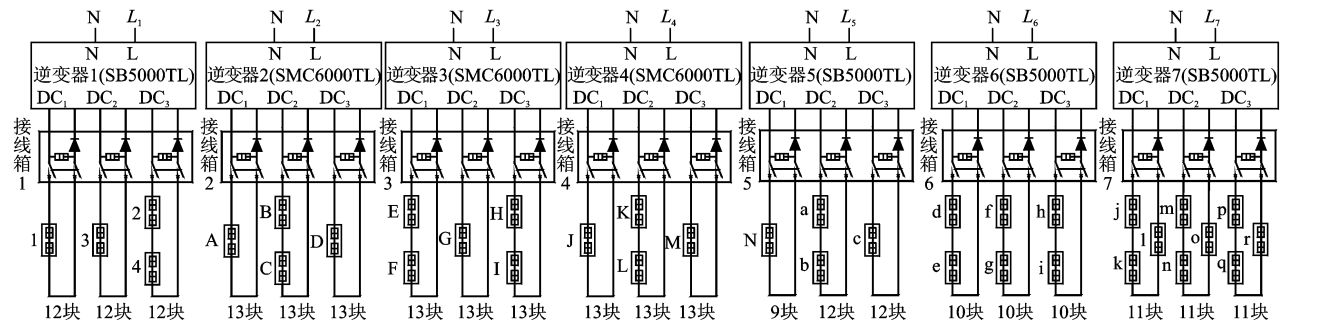 N L₁ N L₂ N L₃ N L₄ N L₅ N L₆ N L₇
N L N L N L N L N L N L N L
逆变器1(SB5000TL) 逆变器2(SMC6000TL) 逆变器3(SMC6000TL) 逆变器4(SMC6000TL) 逆变器5(SB5000TL) 逆变器6(SB5000TL) 逆变器7(SB5000TL)
DC₁ DC₂ DC₃ DC₁ DC₂ DC₃ DC₁ DC₂ DC₃ DC₁ DC₂ DC₃ DC₁ DC₂ DC₃ DC₁ DC₂ DC₃ DC₁ DC₂ DC₃
接线箱1 接线箱2 接线箱3 接线箱4 接线箱5 接线箱6 接线箱7
2 B E H K a d f h j m p
1 3 A D G J M N c l o r
4 C F I L b e g i k n q
12块 12块 12块 13块 13块 13块 13块 13块 13块 13块 13块 13块 9块 12块 12块 10块 10块 10块 11块 11块 11块